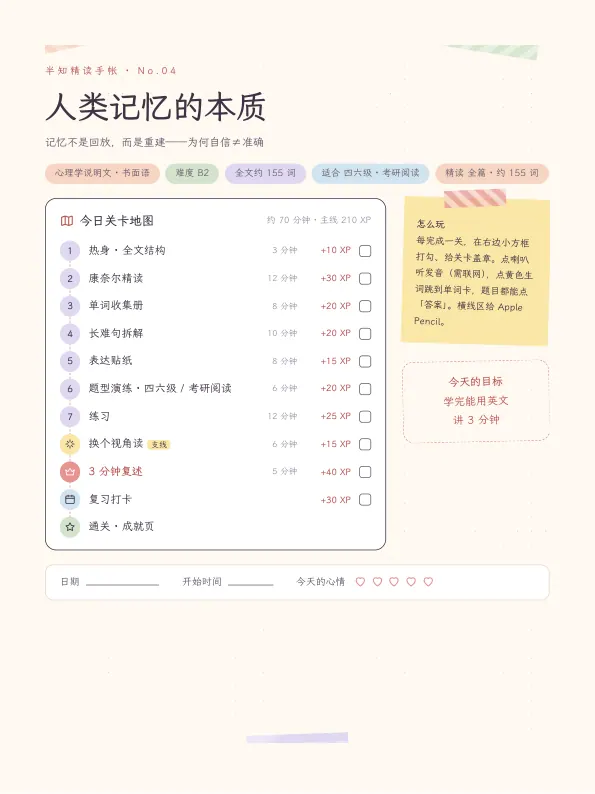 半知精读手帐 · No.04
人类记忆的本质
记忆不是回放，而是重建——为何自信≠准确
心理学说明文·书面语 难度 B2 全文约 155 词 适合 四六级·考研阅读 精读 全篇·约 155 词
今日关卡地图 约 70 分钟·主线 210 XP
1 热身·全文结构 3 分钟 +10 XP
2 康奈尔精读 12 分钟 +30 XP
3 单词收集册 8 分钟 +20 XP
4 长难句拆解 10 分钟 +20 XP
5 表达贴纸 8 分钟 +15 XP
6 题型演练·四六级 / 考研阅读 6 分钟 +20 XP
7 练习 12 分钟 +25 XP
换个视角读 支线 6 分钟 +15 XP
3 分钟复述 5 分钟 +40 XP
复习打卡 +30 XP
通关·成就页
怎么玩
每完成一关，在右边小方框
打勾、给关卡盖章。点喇叭
听发音（需联网），点黄色生
词跳到单词卡，题目都能点
「答案」。横线区给 Apple
Pencil。
今天的目标
学完能用英文
讲 3 分钟
日期 开始时间 今天的心情